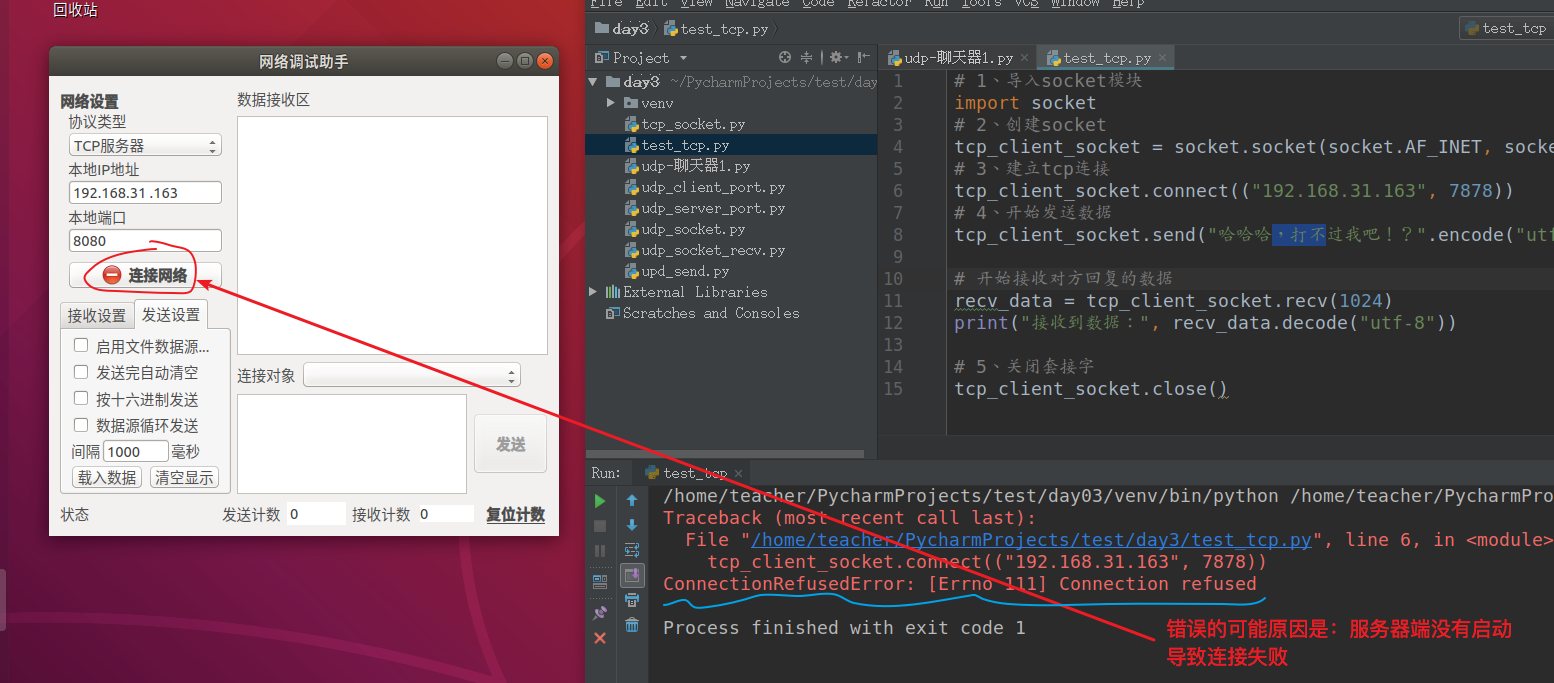 回收站
网络调试助手
网络设置
协议类型
TCP服务器
本地IP地址
192.168.31 .163
本地端口
8080
连接网络
接收设置 发送设置
启用文件数据源...
发送完自动清空
按十六进制发送
数据源循环发送
间隔 1000 毫秒
载入数据 清空显示
数据接收区
连接对象
发送
状态 发送计数 0 接收计数 0 复位计数
File Edit View Navigate Code Refactor Run Tools VCS Window Help
day3 test_tcp.py
test_tcp
Project
day3 ~/PycharmProjects/test/day
venv
tcp_socket.py
test_tcp.py
udp-聊天器1.py
udp_client_port.py
udp_server_port.py
udp_socket.py
udp_socket_recv.py
upd_send.py
External Libraries
Scratches and Consoles
udp-聊天器1.py test_tcp.py
1 # 1、导入socket模块
2 import socket
3 # 2、创建socket
4 tcp_client_socket = socket.socket(socket.AF_INET, socke
5 # 3、建立tcp连接
6 tcp_client_socket.connect(("192.168.31.163", 7878))
7 # 4、开始发送数据
8 tcp_client_socket.send("哈哈哈，打不过我吧！？".encode("utf
9
10 # 开始接收对方回复的数据
11 recv_data = tcp_client_socket.recv(1024)
12 print("接收到数据：", recv_data.decode("utf-8"))
13
14 # 5、关闭套接字
15 tcp_client_socket.close()
Run: test_tcp
/home/teacher/PycharmProjects/test/day03/venv/bin/python /home/teacher/PycharmPro
Traceback (most recent call last):
File "/home/teacher/PycharmProjects/test/day3/test_tcp.py", line 6, in <module>
tcp_client_socket.connect(("192.168.31.163", 7878))
ConnectionRefusedError: [Errno 111] Connection refused
Process finished with exit code 1
错误的可能原因是：服务器端没有启动
导致连接失败